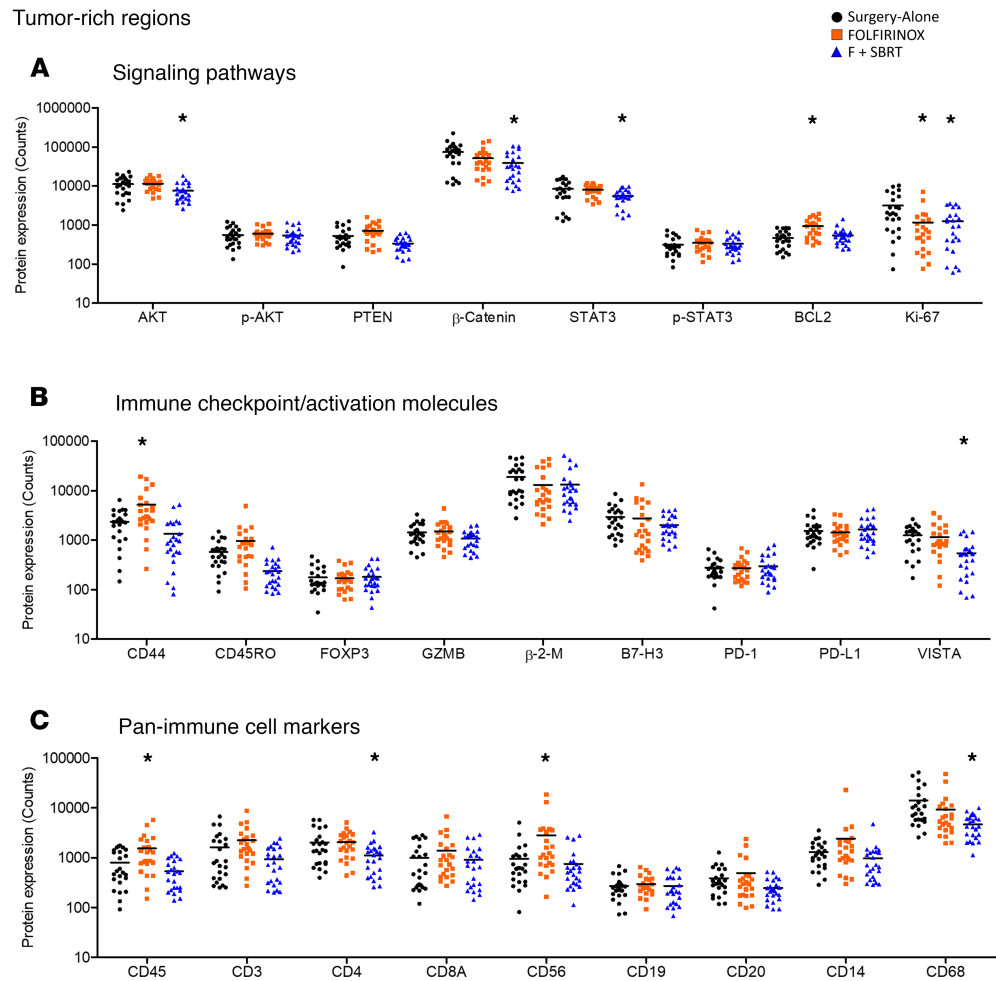 Tumor-rich regions
Surgery-Alone
FOLFIRINOX
F + SBRT
A Signaling pathways
Protein expression (Counts)
1000000
100000
10000
1000
100
10
* * * * * *
AKT p-AKT PTEN β-Catenin STAT3 p-STAT3 BCL2 Ki-67
B Immune checkpoint/activation molecules
Protein expression (Counts)
100000
10000
1000
100
10
* *
CD44 CD45RO FOXP3 GZMB β-2-M B7-H3 PD-1 PD-L1 VISTA
C Pan-immune cell markers
Protein expression (Counts)
100000
10000
1000
100
10
* * * *
CD45 CD3 CD4 CD8A CD56 CD19 CD20 CD14 CD68